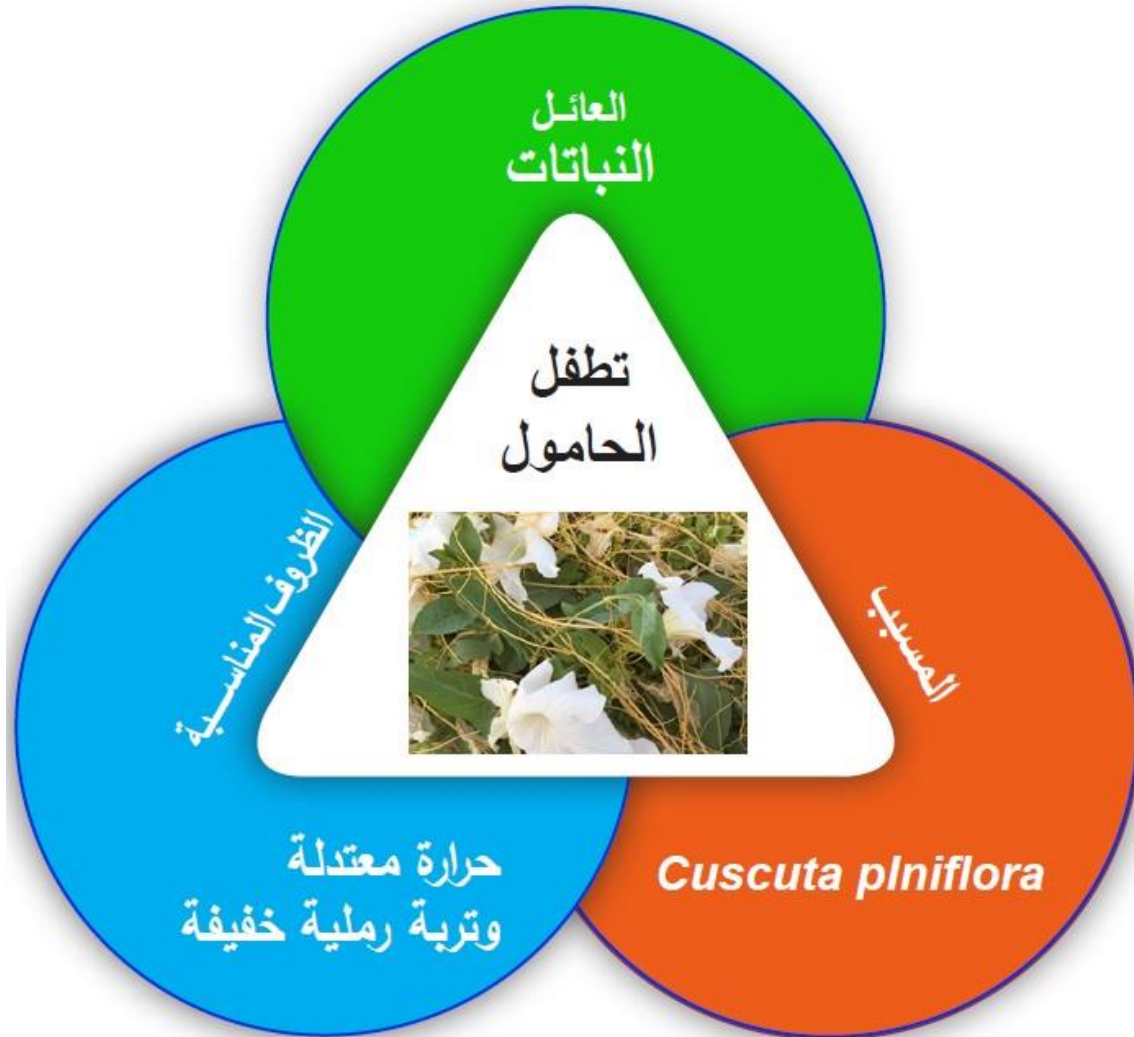 العائل
النباتات
تطفل
الحامول
الظروف المناسبة
حرارة معتدلة
وتربة رملية خفيفة
المسبب
Cuscuta plniflora